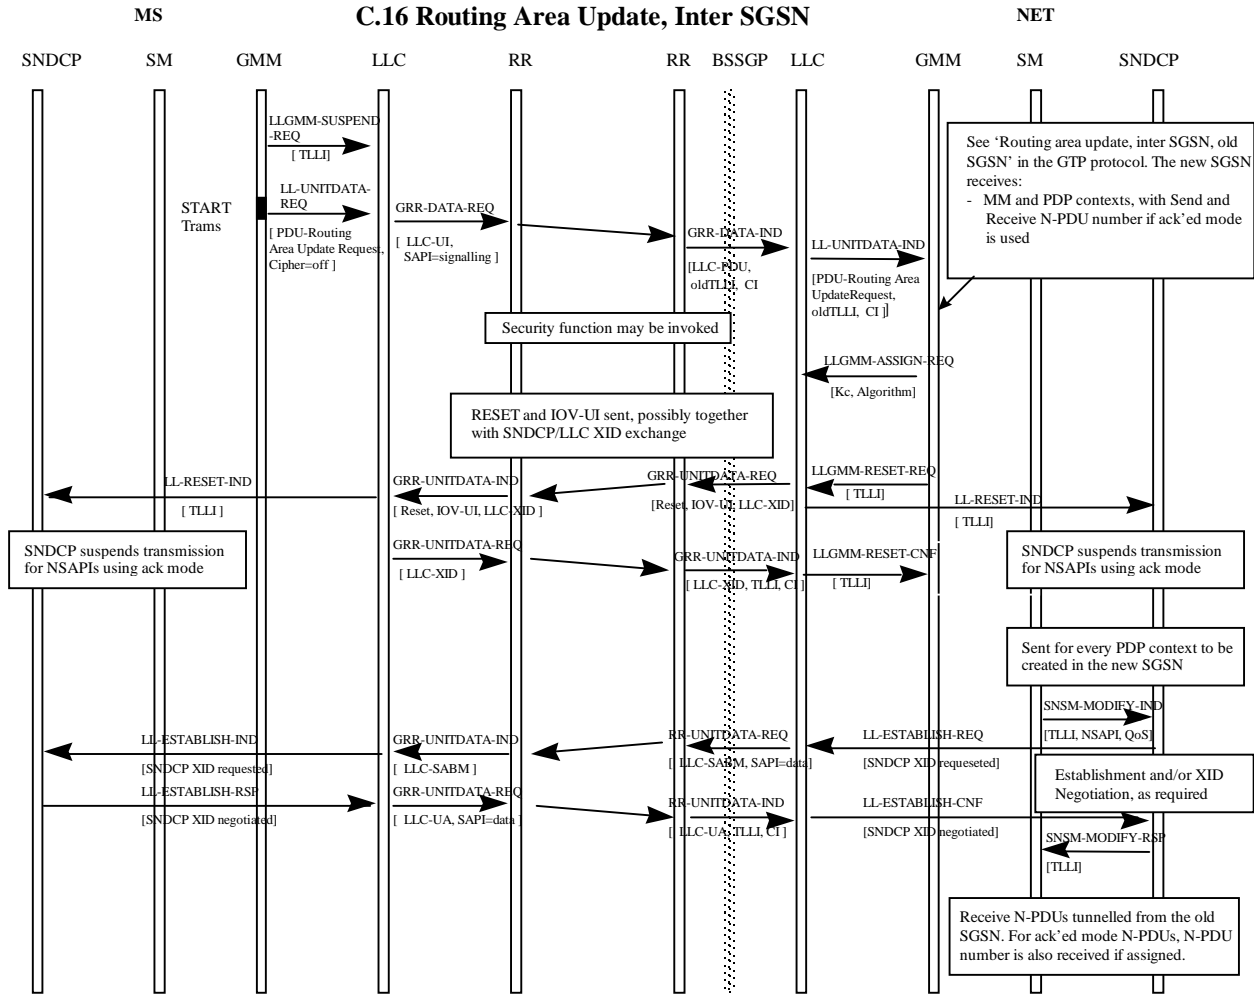 MS
C.16 Routing Area Update, Inter SGSN
NET
SNDCP
SM
GMM
LLC
RR
RR
BSSGP
LLC
GMM
SM
SNDCP
LLGMM-SUSPEND
-REQ
[ TLLI]
See ‘Routing area update, inter SGSN, old
SGSN’ in the GTP protocol. The new SGSN
receives:
- MM and PDP contexts, with Send and
Receive N-PDU number if ack’ed mode
is used
START
Trams
LL-UNITDATA-
REQ
[ PDU-Routing
Area Update Request,
Cipher=off ]
GRR-DATA-REQ
[ LLC-UI,
SAPI=signalling ]
GRR-DATA-IND
[LLC-PDU,
oldTLLI, CI
LL-UNITDATA-IND
[PDU-Routing Area
UpdateRequest,
oldTLLI, CI ]]
Security function may be invoked
LLGMM-ASSIGN-REQ
[Kc, Algorithm]
RESET and IOV-UI sent, possibly together
with SNDCP/LLC XID exchange
LL-RESET-IND
[ TLLI ]
GRR-UNITDATA-IND
[ Reset, IOV-UI, LLC-XID ]
GRR-UNITDATA-REQ
[Reset, IOV-UI, LLC-XID]
LLGMM-RESET-REQ
[ TLLI]
LL-RESET-IND
[TLLI]
SNDCP suspends transmission
for NSAPIs using ack mode
GRR-UNITDATA-REQ
[ LLC-XID ]
GRR-UNITDATA-IND
[ LLC-XID, TLLI, CI ]
LLGMM-RESET-CNF
[ TLLI]
SNDCP suspends transmission
for NSAPIs using ack mode
Sent for every PDP context to be
created in the new SGSN
SNSM-MODIFY-IND
[TLLI, NSAPI, QoS]
LL-ESTABLISH-IND
[SNDCP XID requested]
GRR-UNITDATA-IND
[ LLC-SABM ]
RR-UNITDATA-REQ
[ LLC-SABM, SAPI=data]
LL-ESTABLISH-REQ
[SNDCP XID requeseted]
Establishment and/or XID
Negotiation, as required
LL-ESTABLISH-RSP
[SNDCP XID negotiated]
GRR-UNITDATA-REQ
[ LLC-UA, SAPI=data ]
RR-UNITDATA-IND
[ LLC-UA, TLLI, CI ]
LL-ESTABLISH-CNF
[SNDCP XID negotiated]
SNSM-MODIFY-RSP
[TLLI]
Receive N-PDUs tunnelled from the old
SGSN. For ack’ed mode N-PDUs, N-PDU
number is also received if assigned.